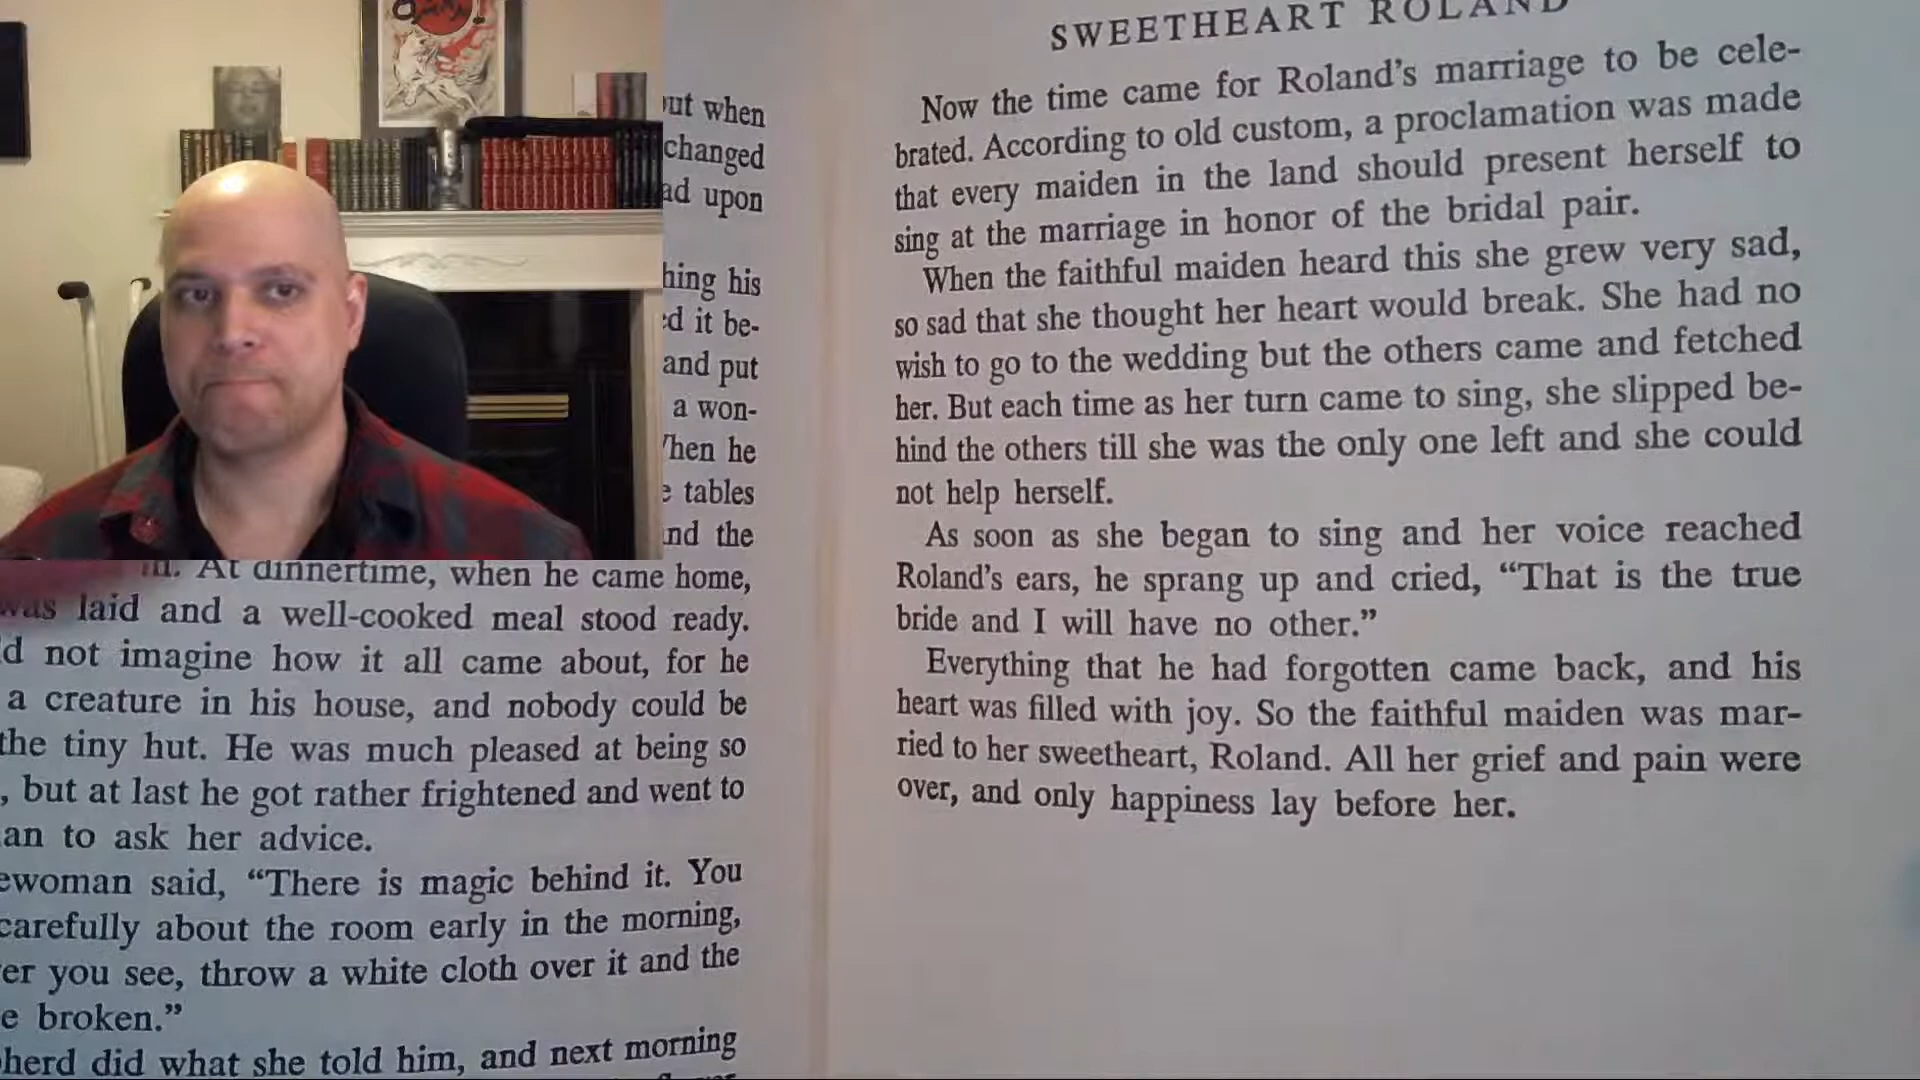 ut when
changed
ad upon
hing his
d it be-
and put
a won-
hen he
tables
nd the
At dinnertime, when he came home,
was laid and a well-cooked meal stood ready.
d not imagine how it all came about, for he
a creature in his house, and nobody could be
the tiny hut. He was much pleased at being so
, but at last he got rather frightened and went to
an to ask her advice.
ewoman said, “There is magic behind it. You
carefully about the room early in the morning,
er you see, throw a white cloth over it and the
e broken.”
herd did what she told him, and next morning
SWEETHEART ROLAND
Now the time came for Roland’s marriage to be cele-
brated. According to old custom, a proclamation was made
that every maiden in the land should present herself to
sing at the marriage in honor of the bridal pair.
When the faithful maiden heard this she grew very sad,
so sad that she thought her heart would break. She had no
wish to go to the wedding but the others came and fetched
her. But each time as her turn came to sing, she slipped be-
hind the others till she was the only one left and she could
not help herself.
As soon as she began to sing and her voice reached
Roland’s ears, he sprang up and cried, “That is the true
bride and I will have no other.”
Everything that he had forgotten came back, and his
heart was filled with joy. So the faithful maiden was mar-
ried to her sweetheart, Roland. All her grief and pain were
over, and only happiness lay before her.